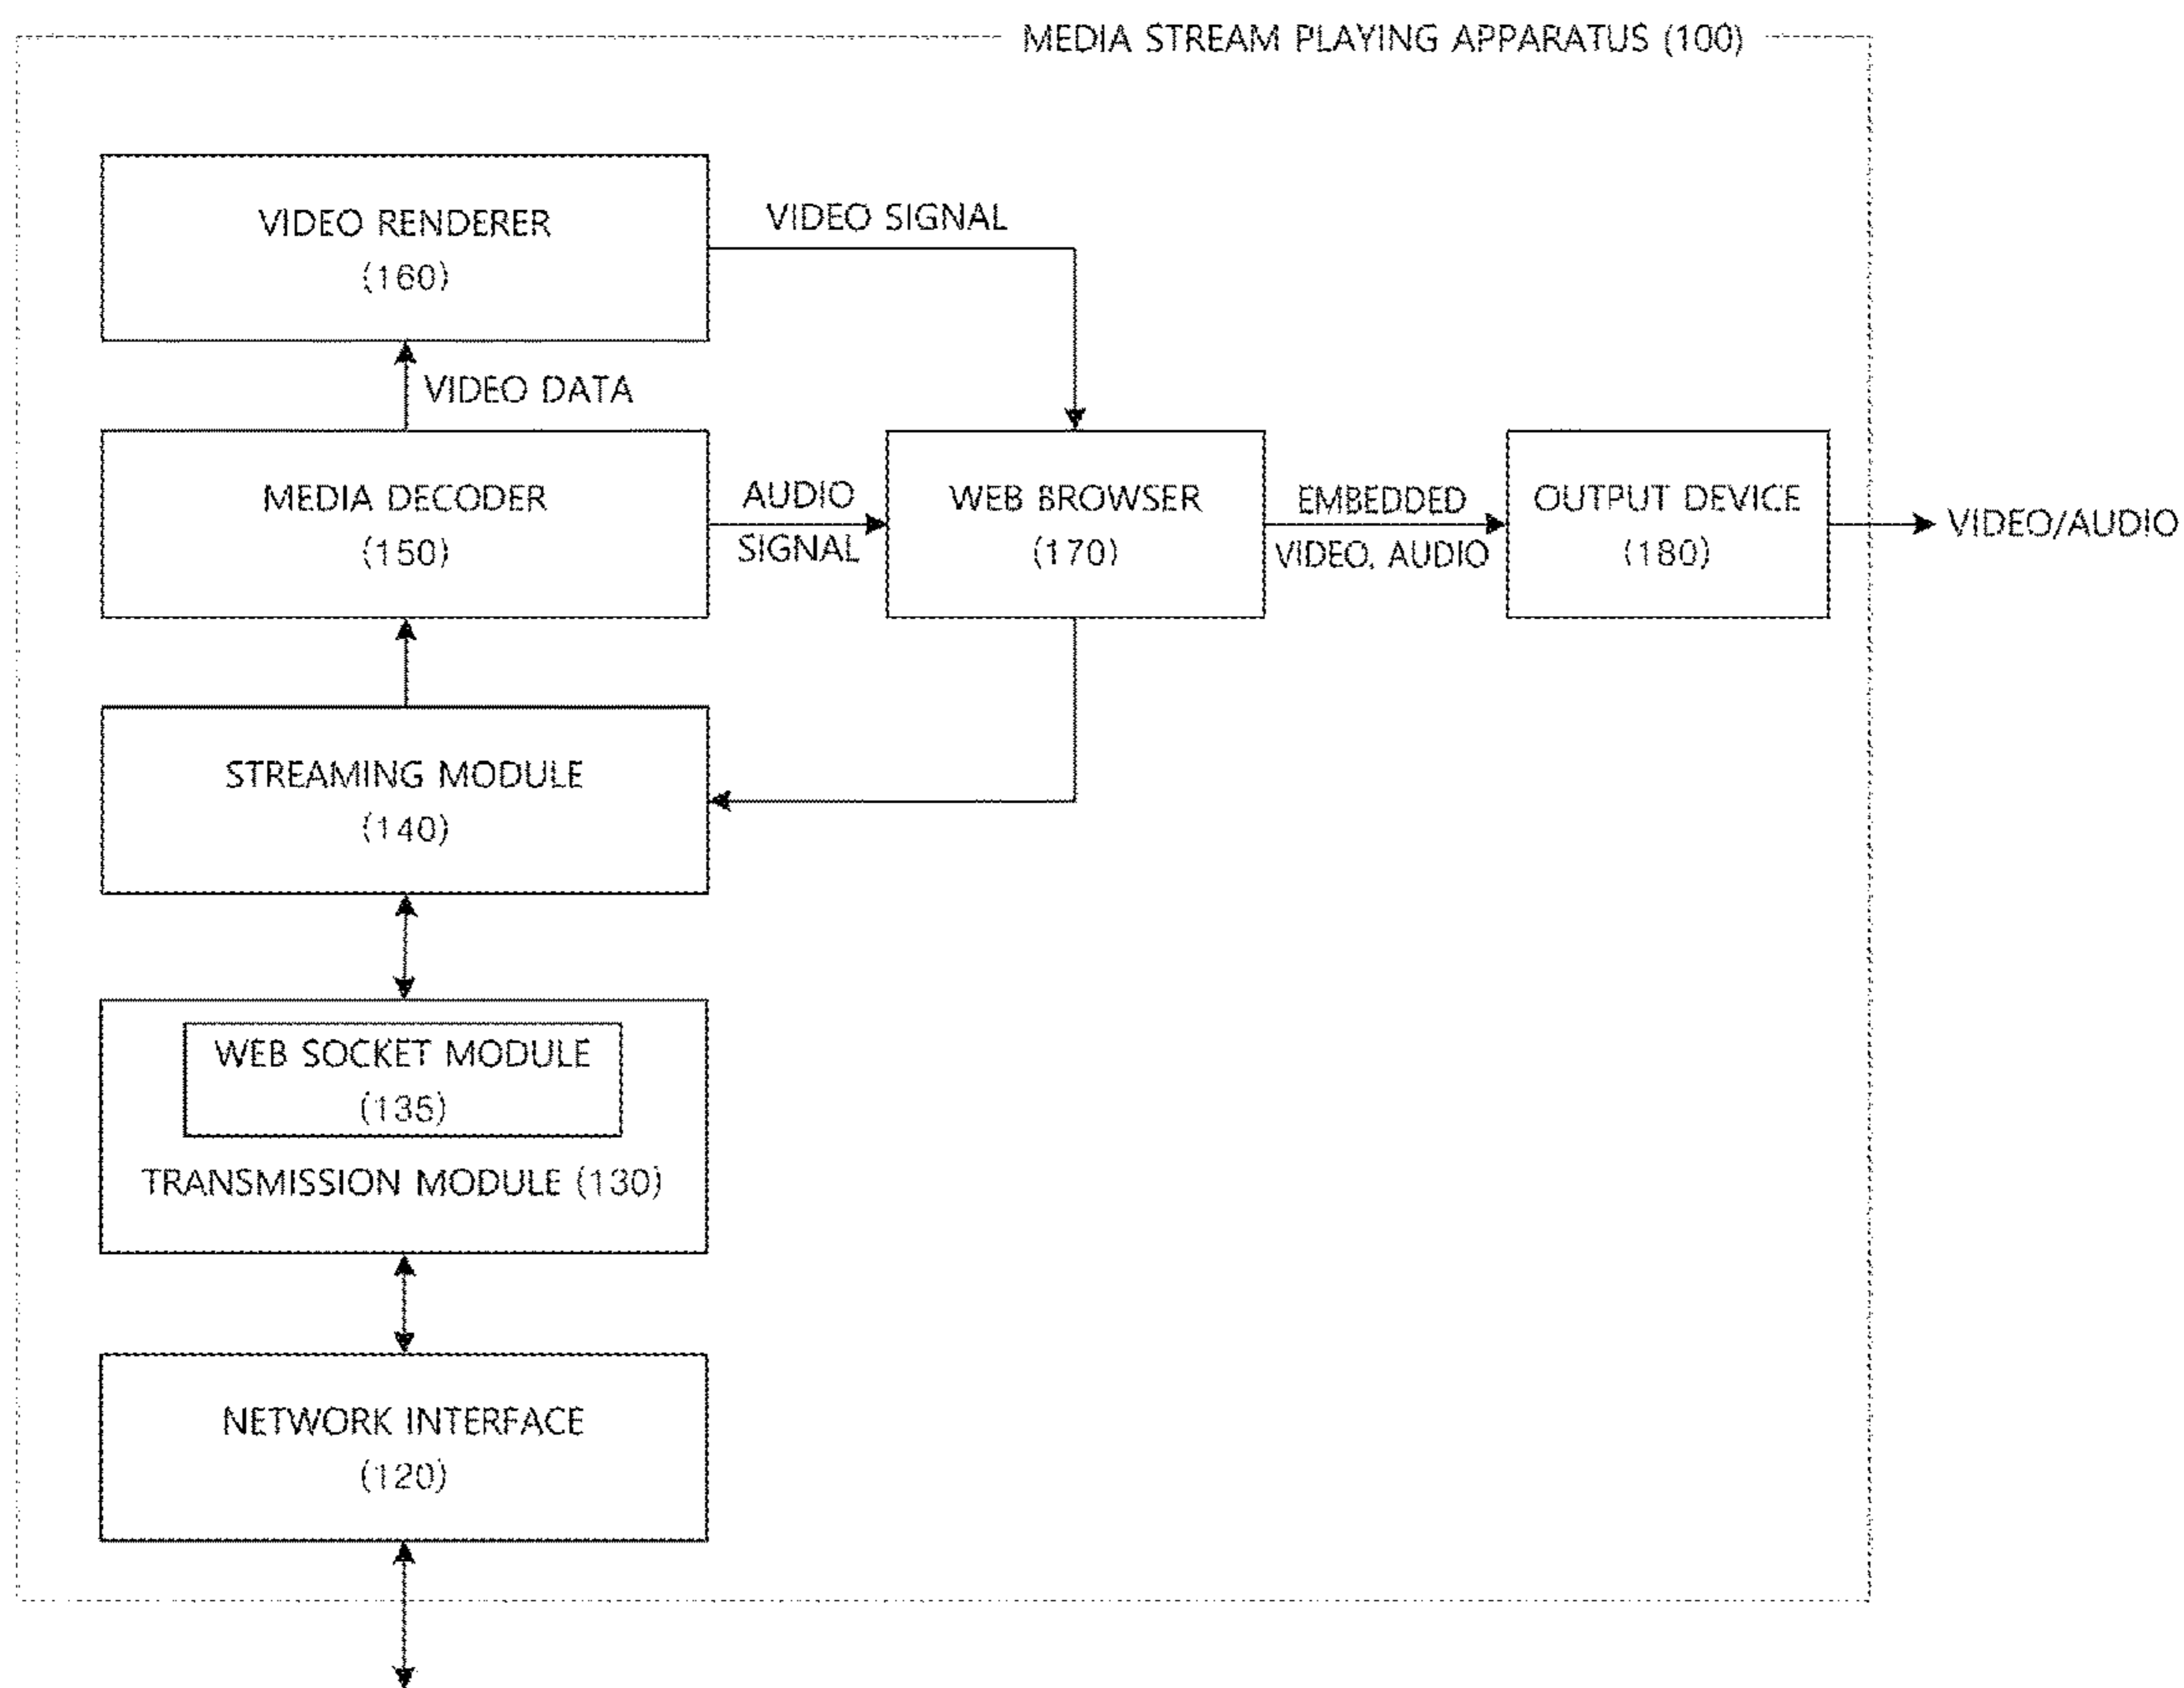 MEDIA STREAM PLAYING APPARATUS (100)
VIDEO RENDERER
(160)
VIDEO SIGNAL
VIDEO DATA
MEDIA DECODER
(150)
AUDIO
SIGNAL
WEB BROWSER
(170)
EMBEDDED
VIDEO, AUDIO
OUTPUT DEVICE
(180)
VIDEO/AUDIO
STREAMING MODULE
(140)
WEB SOCKET MODULE
(135)
TRANSMISSION MODULE (130)
NETWORK INTERFACE
(120)